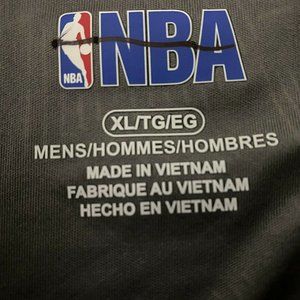 NBA
NBA
XL/TG/EG
MENS/HOMMES/HOMBRES
MADE IN VIETNAM
FABRIQUE AU VIETNAM
HECHO EN VIETNAM